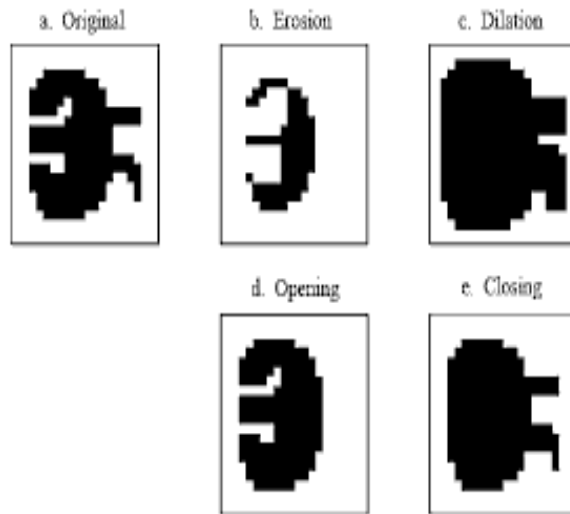 a. Original
b. Erosion
c. Dilation
d. Opening
e. Closing